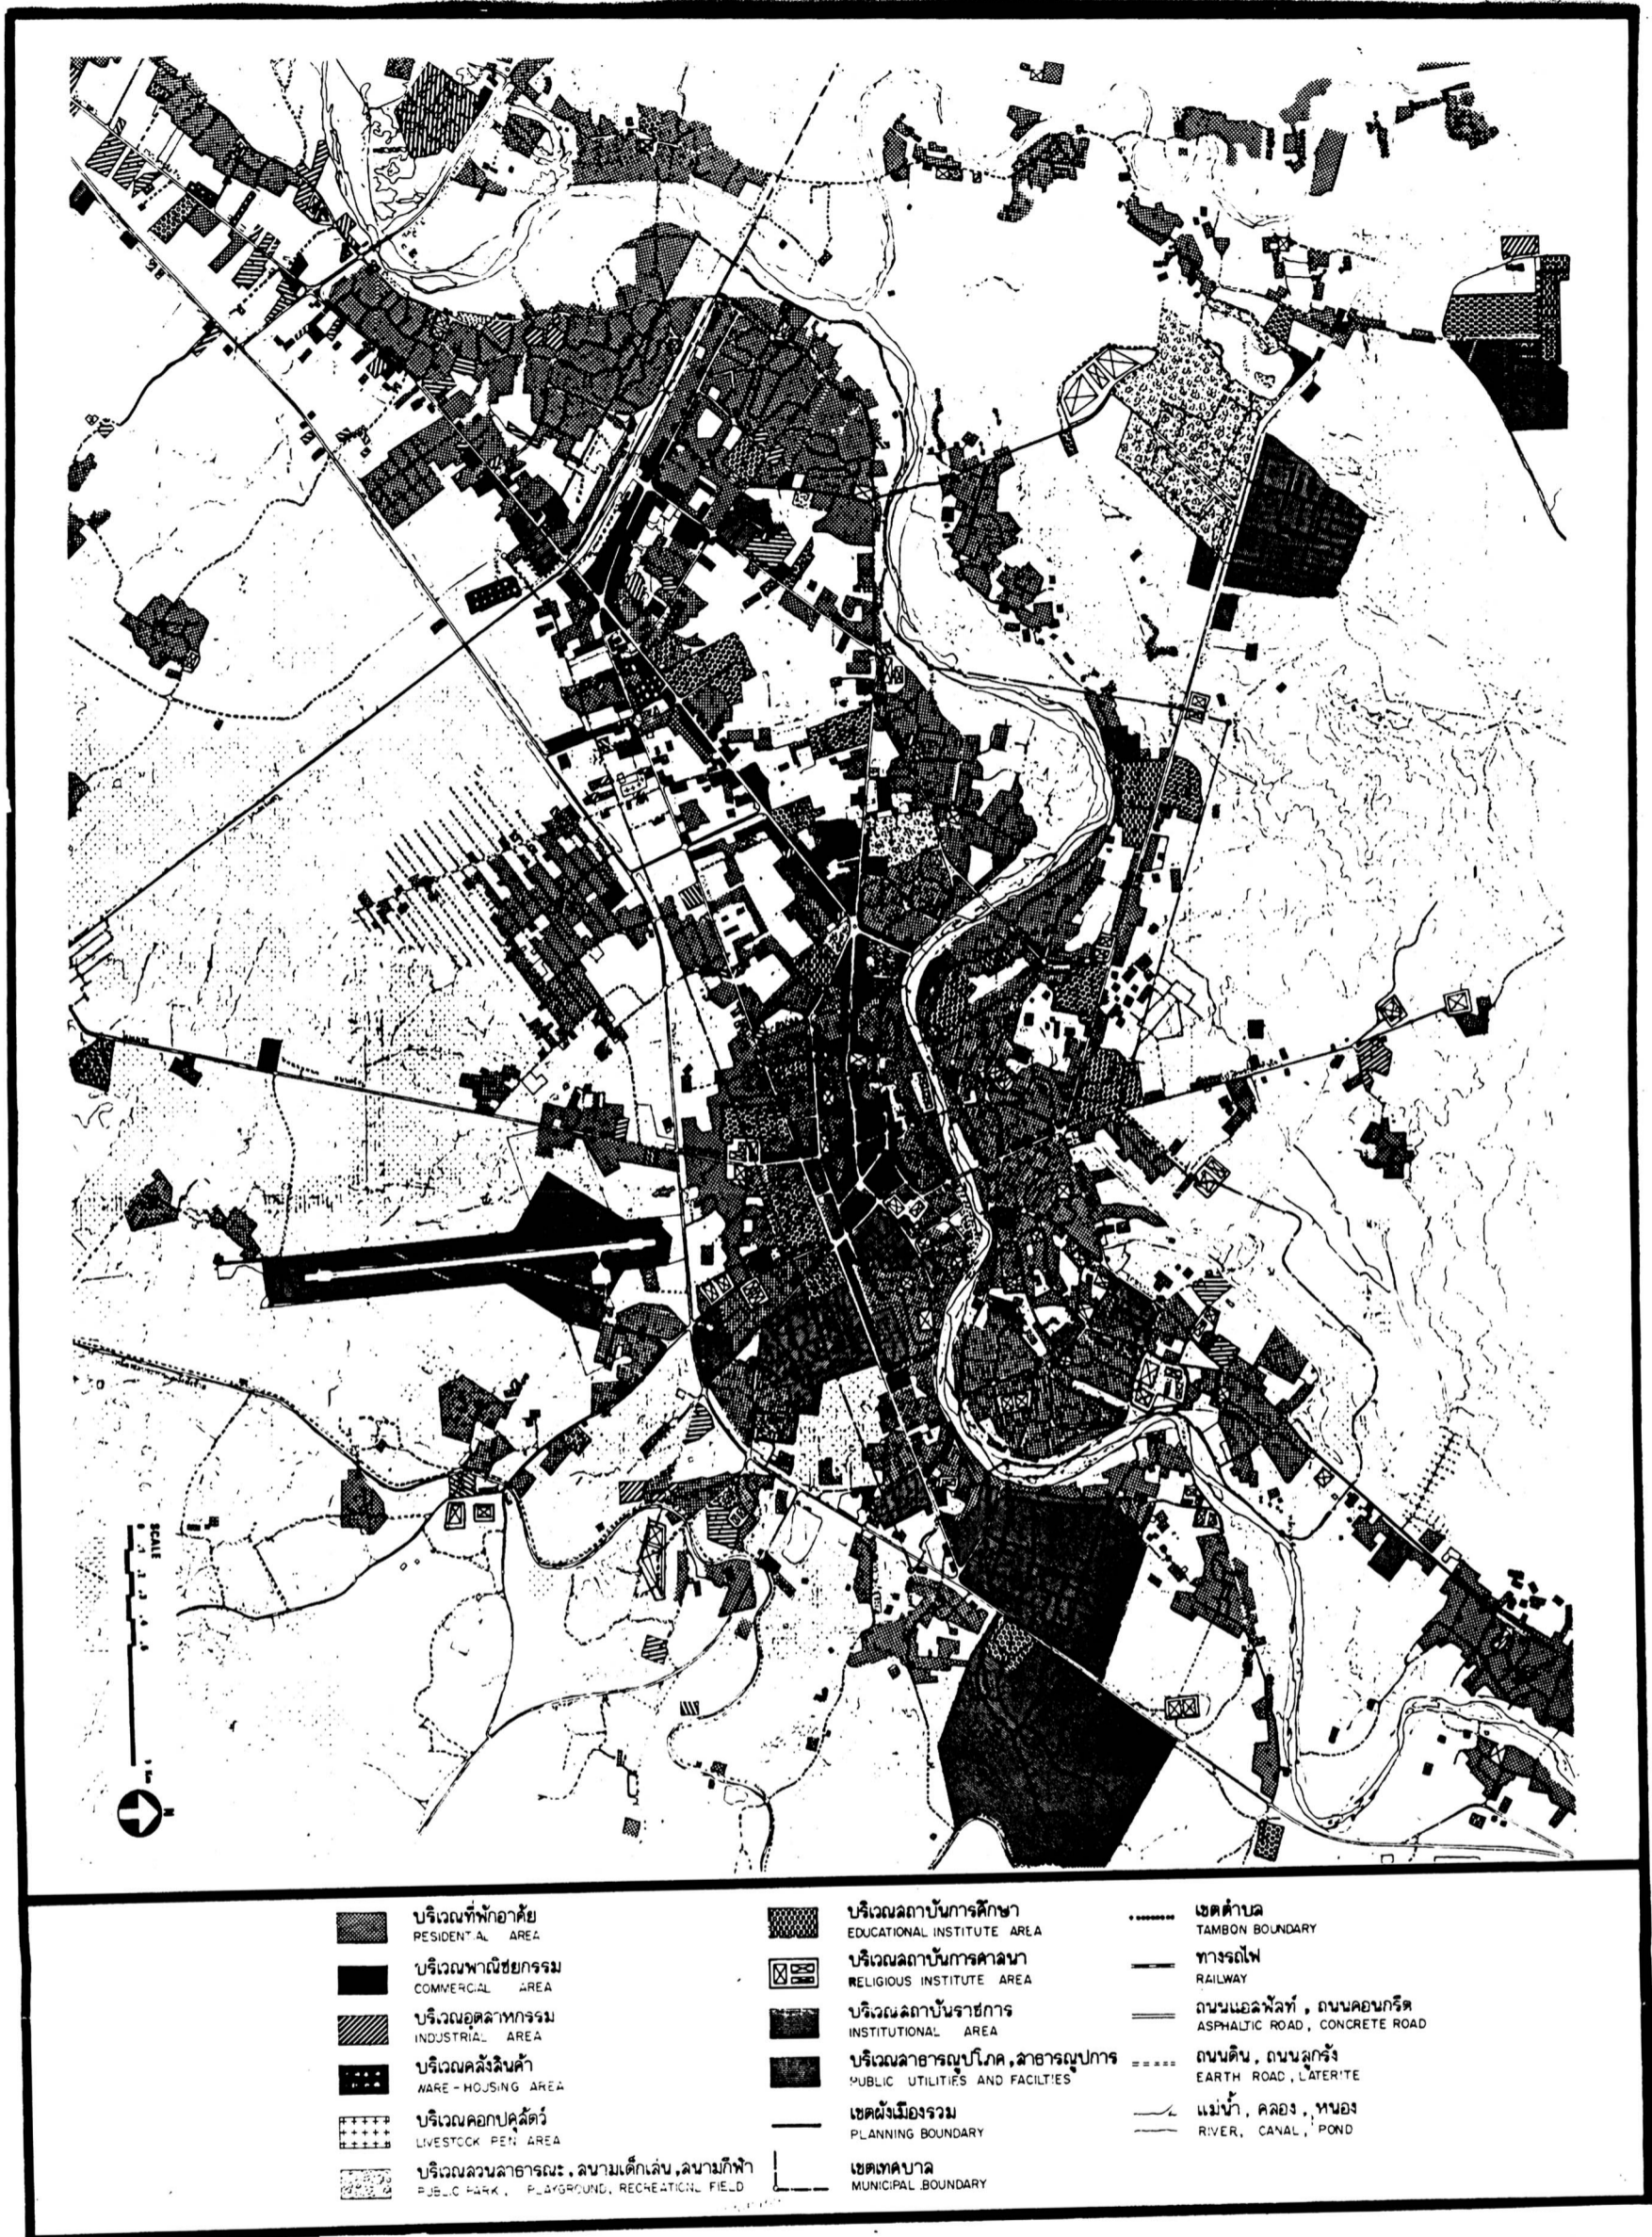 SCALE
N
บริเวณที่พักอาศัย
RESIDENTIAL AREA
บริเวณพาณิชยกรรม
COMMERCIAL AREA
บริเวณอุตสาหกรรม
INDUSTRIAL AREA
บริเวณคลังสินค้า
WARE-HOUSING AREA
บริเวณคอกปศุสัตว์
LIVESTOCK PEN AREA
บริเวณสวนสาธารณะ, สนามเด็กเล่น, สนามกีฬา
PUBLIC PARK, PLAYGROUND, RECREATIONL FIELD
บริเวณสถาบันการศึกษา
EDUCATIONAL INSTITUTE AREA
บริเวณสถาบันการศาสนา
RELIGIOUS INSTITUTE AREA
บริเวณสถาบันราชการ
INSTITUTIONAL AREA
บริเวณสาธารณูปโภค, สาธารณูปการ
PUBLIC UTILITIES AND FACILTIES
เขตผังเมืองรวม
PLANNING BOUNDARY
เขตเทศบาล
MUNICIPAL BOUNDARY
เขตตำบล
TAMBON BOUNDARY
ทางรถไฟ
RAILWAY
ถนนแอสฟัลท์, ถนนคอนกรีต
ASPHALTIC ROAD, CONCRETE ROAD
ถนนดิน, ถนนลูกรัง
EARTH ROAD, LATERITE
แม่น้ำ, คลอง, หนอง
RIVER, CANAL, POND